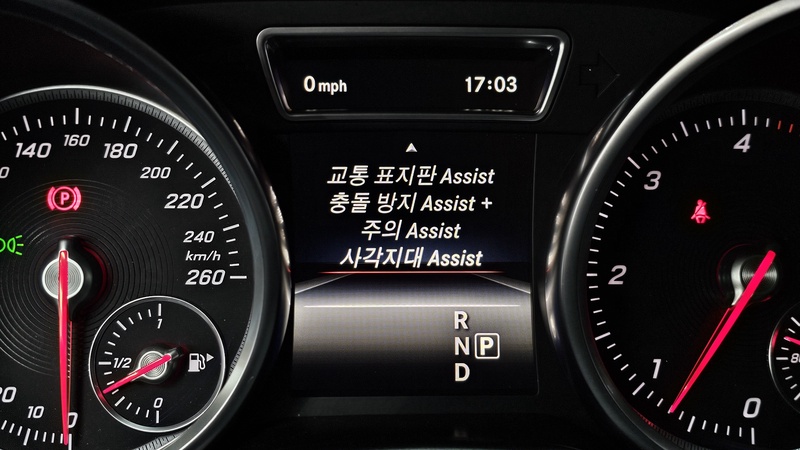 0 mph 17:03
교통 표지판 Assist
충돌 방지 Assist +
주의 Assist
사각지대 Assist
R
N P
D
140 160 180 200 220 240 km/h 260
P
1
1/2
0
10 0
4
3
2
1
0